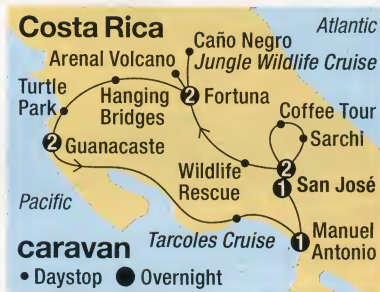 Costa Rica
Atlantic
Caño Negro
Jungle Wildlife Cruise
Arenal Volcano
Turtle
Park
Hanging
Bridges
2 Fortuna
Coffee Tour
Sarchi
2 Guanacaste
Wildlife
Rescue
2
1 San José
Pacific
Tarcoles Cruise
1 Manuel
Antonio
caravan
• Daystop ● Overnight